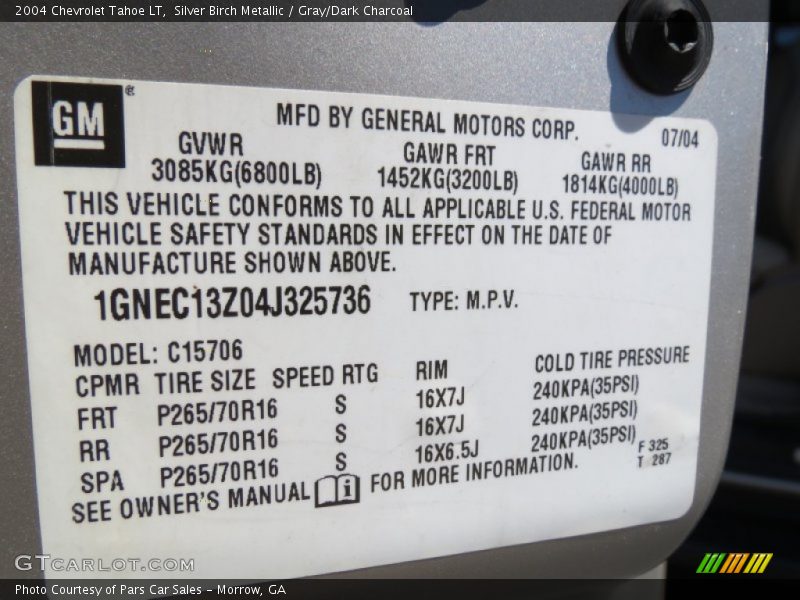 2004 Chevrolet Tahoe LT, Silver Birch Metallic / Gray/Dark Charcoal
GM ®
MFD BY GENERAL MOTORS CORP. 07/04
GVWR GAWR FRT GAWR RR
3085KG(6800LB) 1452KG(3200LB) 1814KG(4000LB)
THIS VEHICLE CONFORMS TO ALL APPLICABLE U.S. FEDERAL MOTOR
VEHICLE SAFETY STANDARDS IN EFFECT ON THE DATE OF
MANUFACTURE SHOWN ABOVE.
1GNEC13Z04J325736 TYPE: M.P.V.
MODEL: C15706
CPMR TIRE SIZE SPEED RTG RIM COLD TIRE PRESSURE
FRT P265/70R16 S 16X7J 240KPA(35PSI)
RR P265/70R16 S 16X7J 240KPA(35PSI)
SPA P265/70R16 S 16X6.5J 240KPA(35PSI)
F 325
T 287
SEE OWNER'S MANUAL i FOR MORE INFORMATION.
GTCARLOT.COM
Photo Courtesy of Pars Car Sales - Morrow, GA